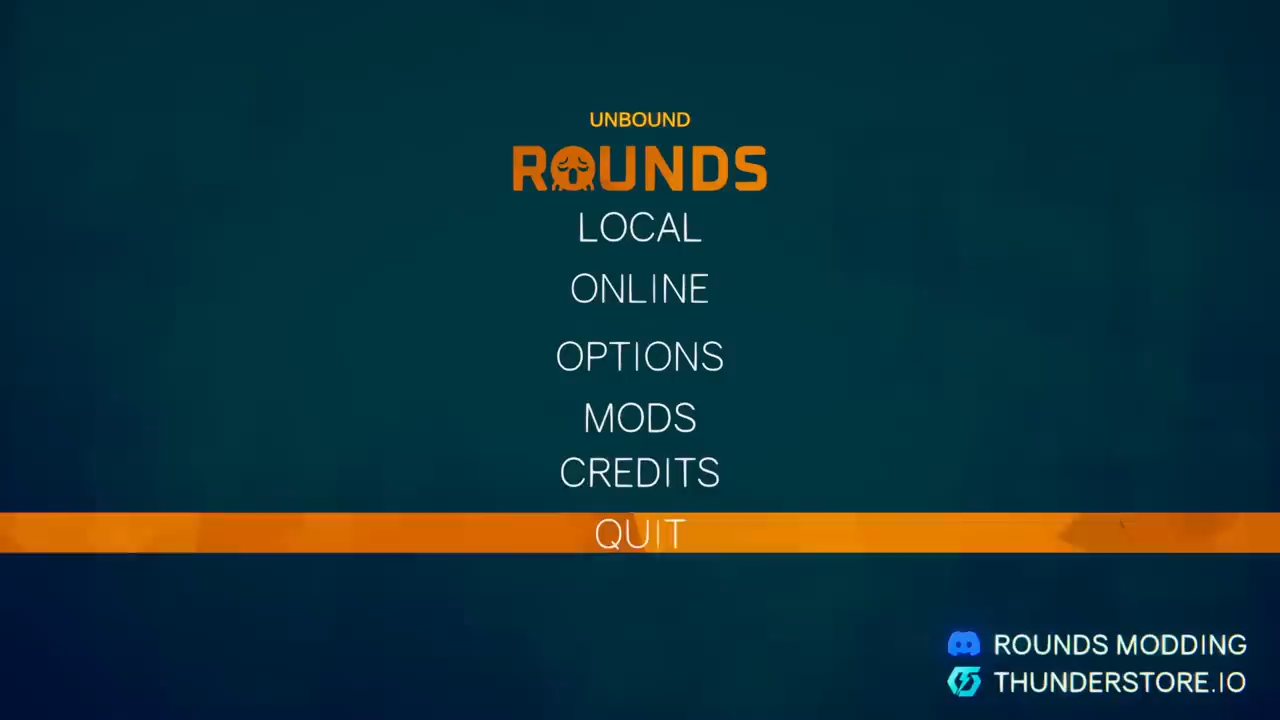 UNBOUND
ROUNDS
LOCAL
ONLINE
OPTIONS
MODS
CREDITS
QUIT
ROUNDS MODDING
THUNDERSTORE.IO